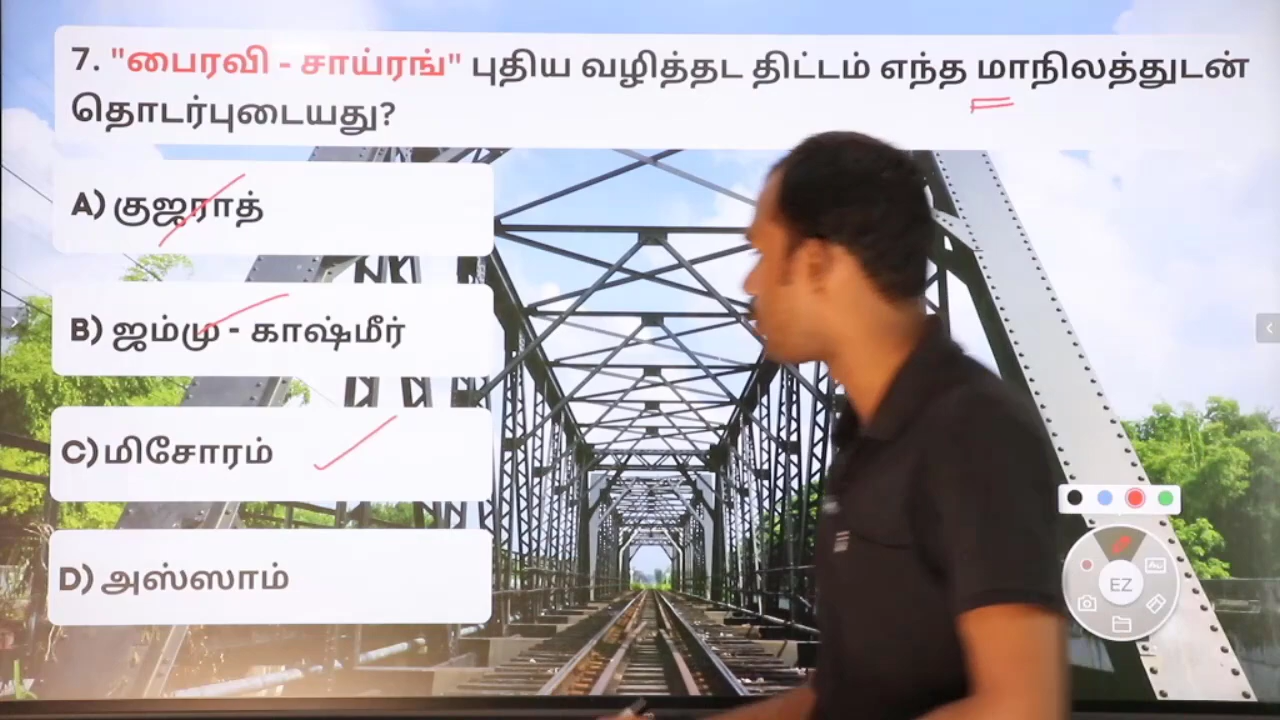 7. "பைரவி - சாய்ரங்" புதிய வழித்தட திட்டம் எந்த மாநிலத்துடன்
தொடர்புடையது?
A) குஜராத்
B) ஜம்மு - காஷ்மீர்
C) மிசோரம்
D) அஸ்ஸாம்
EZ